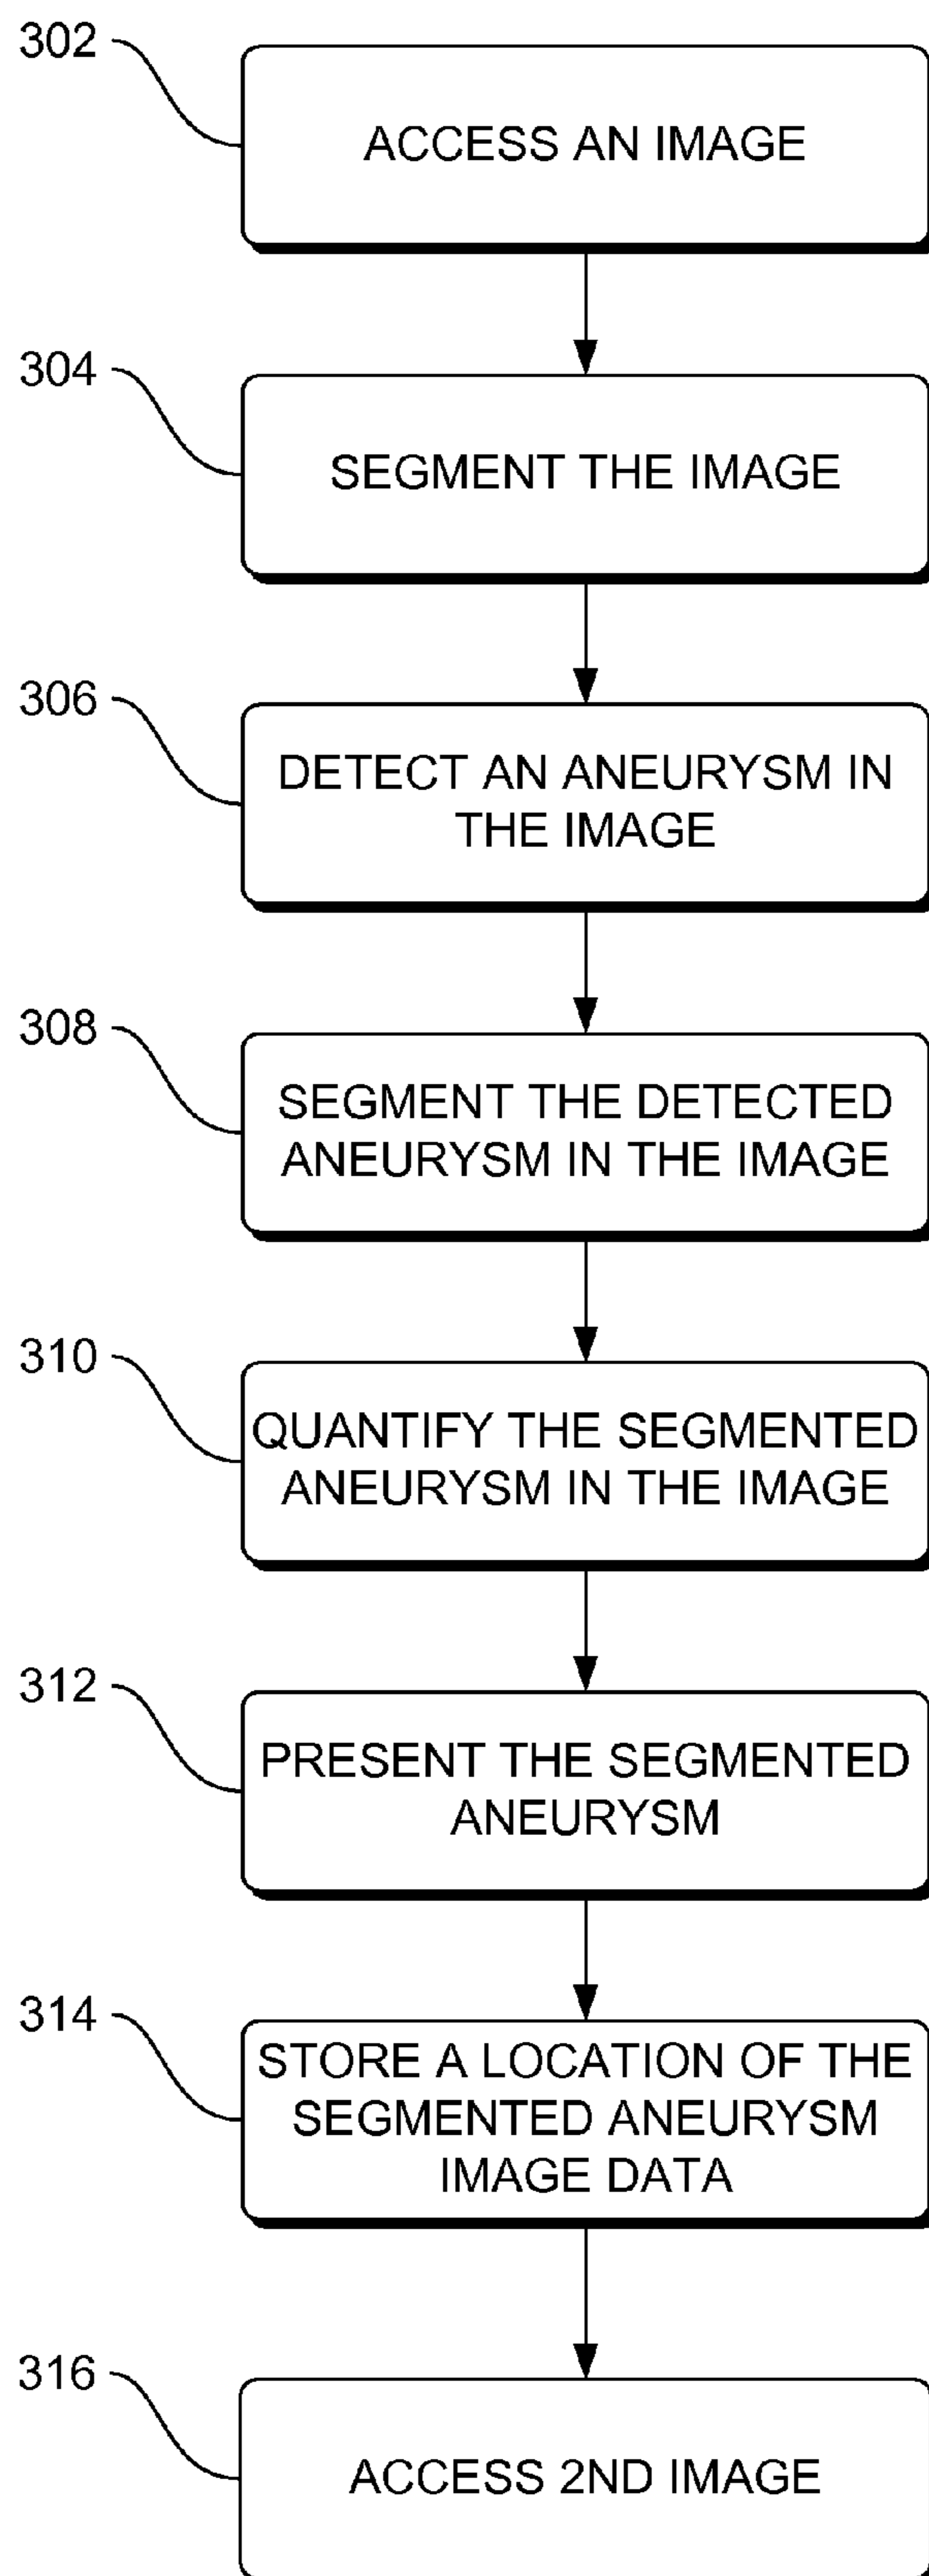 302
ACCESS AN IMAGE
304
SEGMENT THE IMAGE
306
DETECT AN ANEURYSM IN
THE IMAGE
308
SEGMENT THE DETECTED
ANEURYSM IN THE IMAGE
310
QUANTIFY THE SEGMENTED
ANEURYSM IN THE IMAGE
312
PRESENT THE SEGMENTED
ANEURYSM
314
STORE A LOCATION OF THE
SEGMENTED ANEURYSM
IMAGE DATA
316
ACCESS 2ND IMAGE